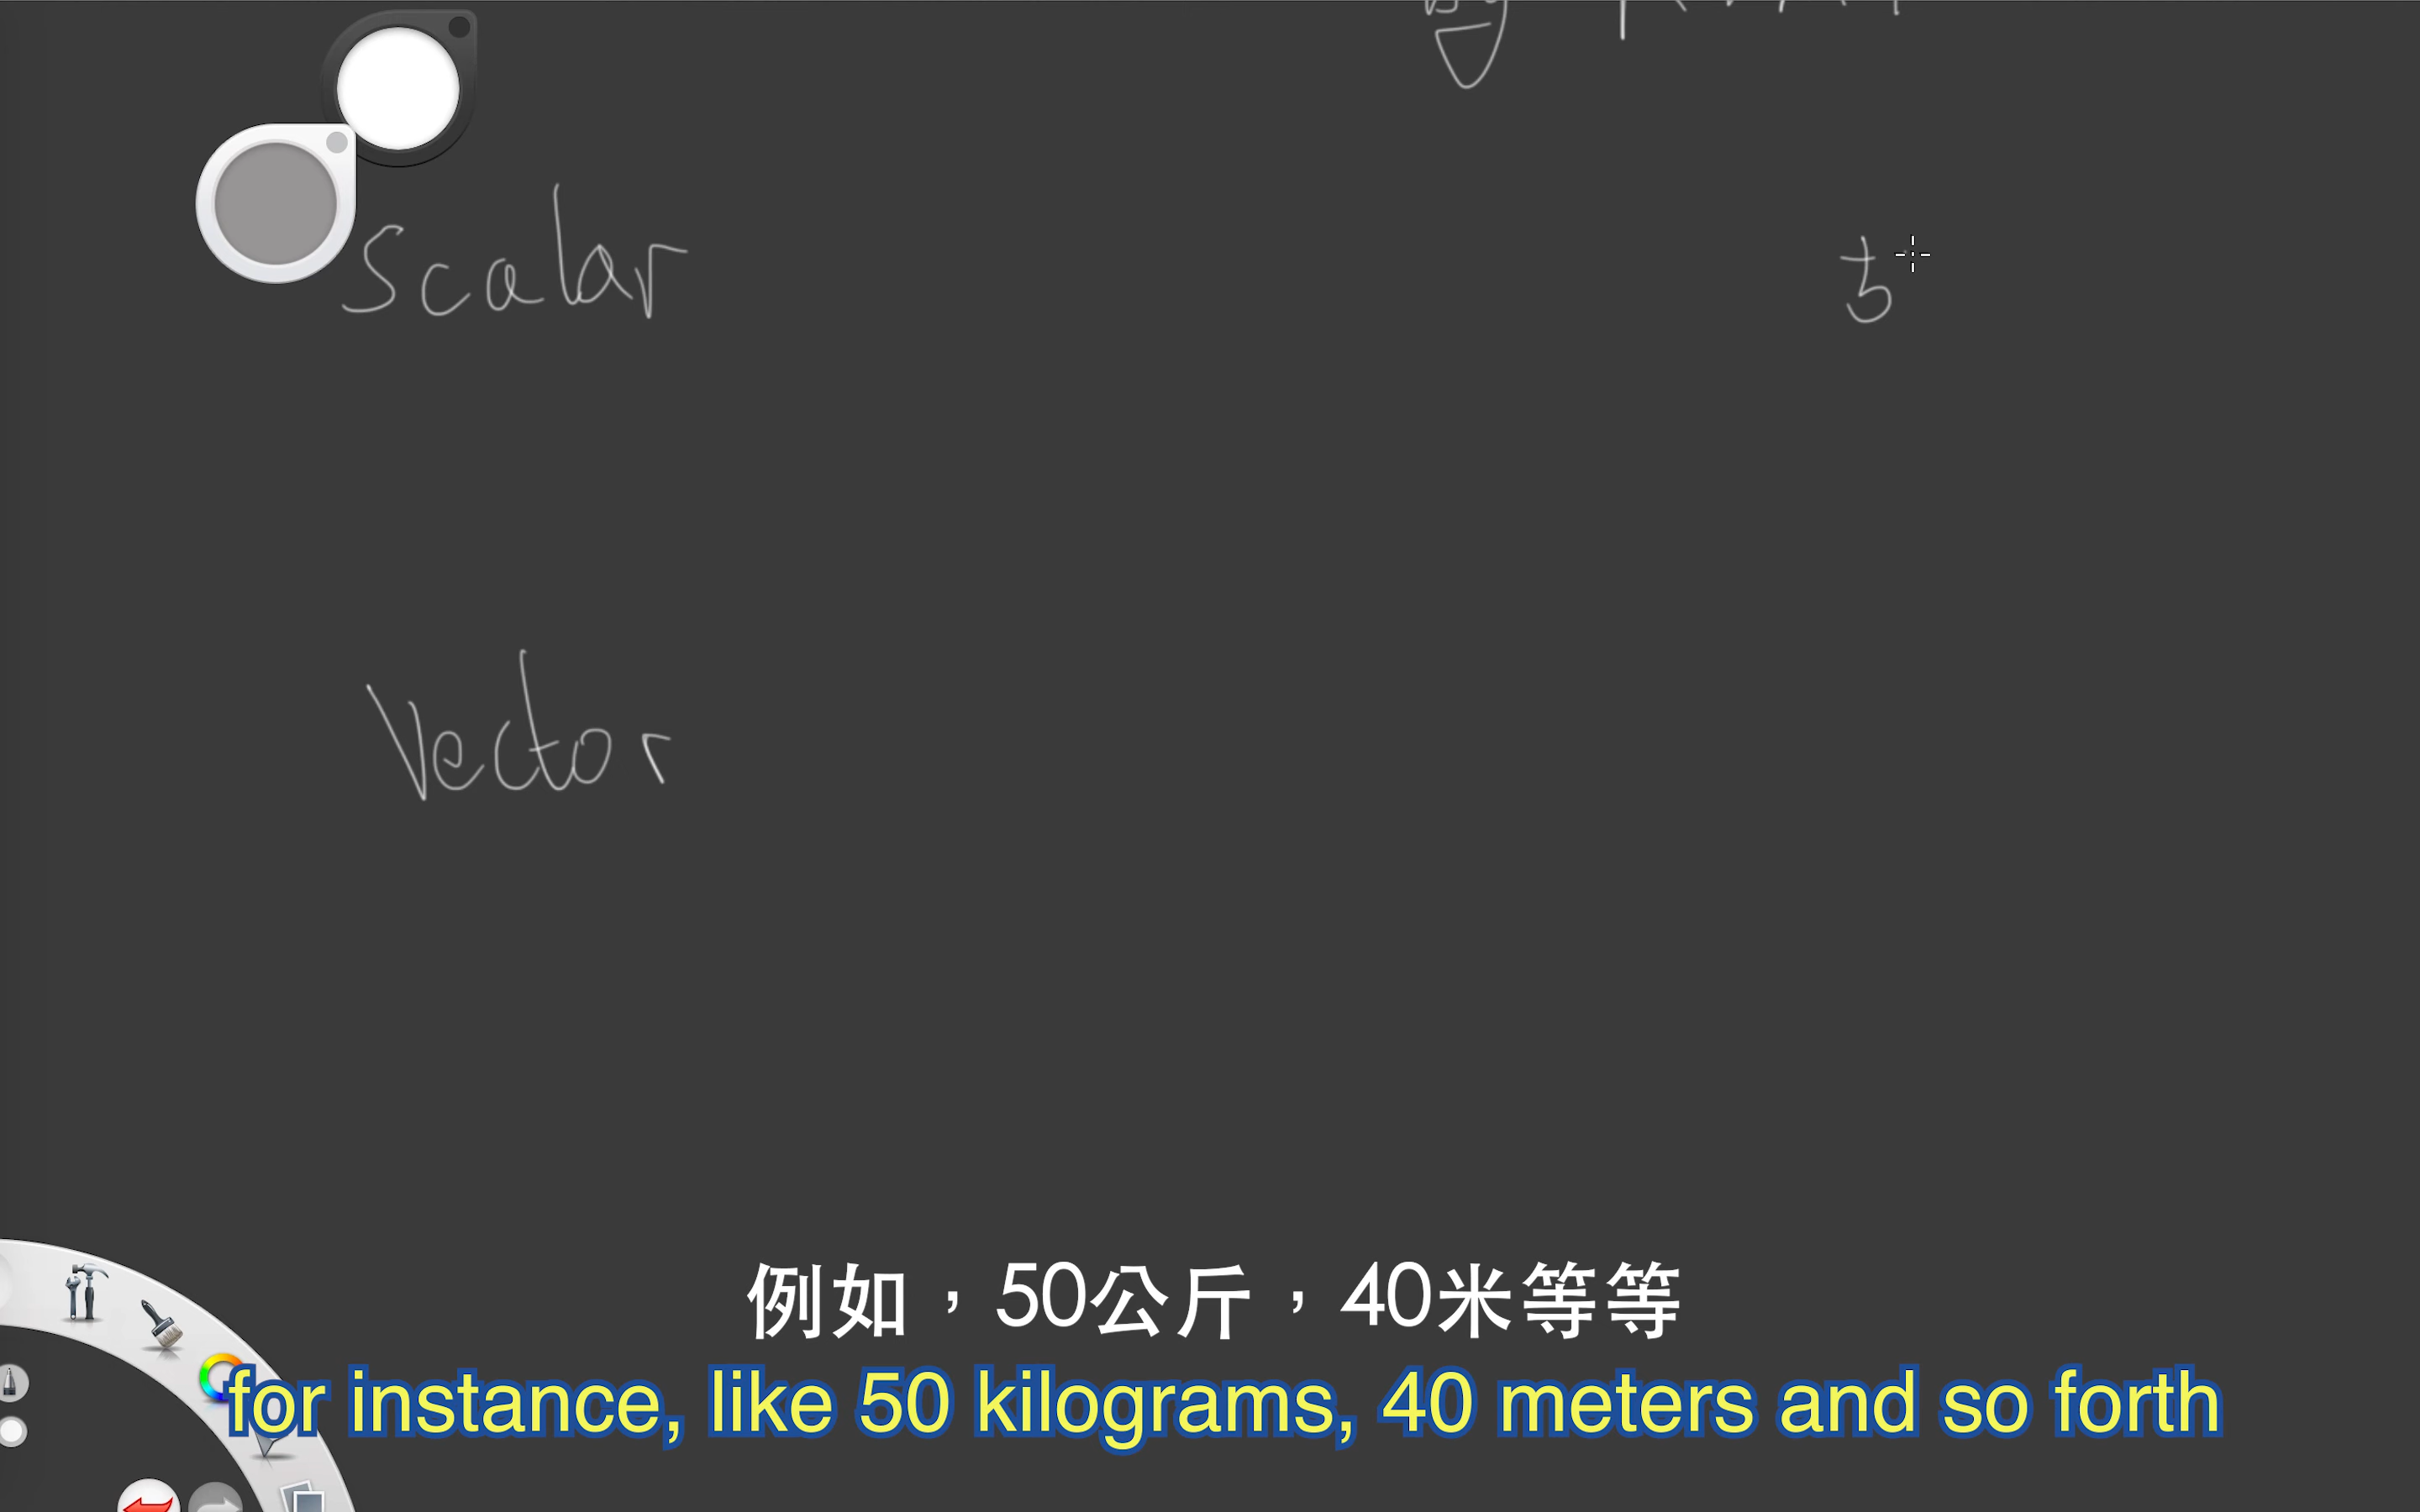 Scalar
5
Vector
例如，50公斤，40米等等
for instance, like 50 kilograms, 40 meters and so forth